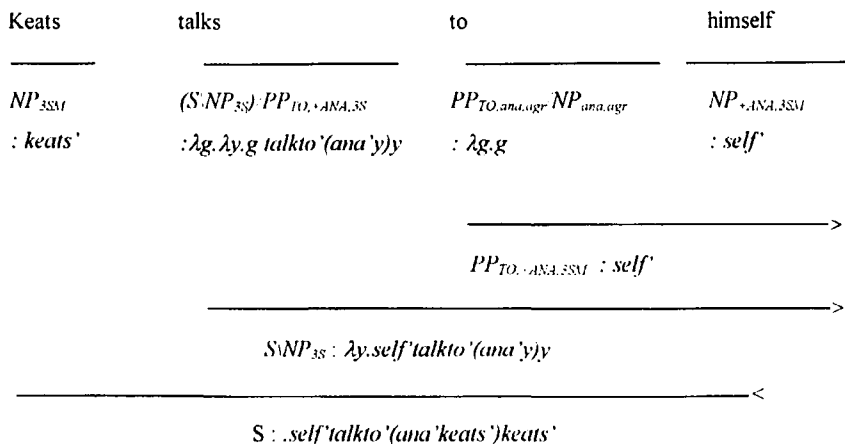 Keats talks to himself
NP3SM (S\NP3S)/PPTO,+ANA,3S PPTO,ana,agr/NPana,agr NP+ANA,3SM
: keats' :λg.λy.g talkto'(ana'y)y : λg.g : self'
>
PPTO,+ANA,3SM : self'
>
S\NP3S : λy.self'talkto'(ana'y)y
<
S : .self'talkto'(ana'keats')keats'